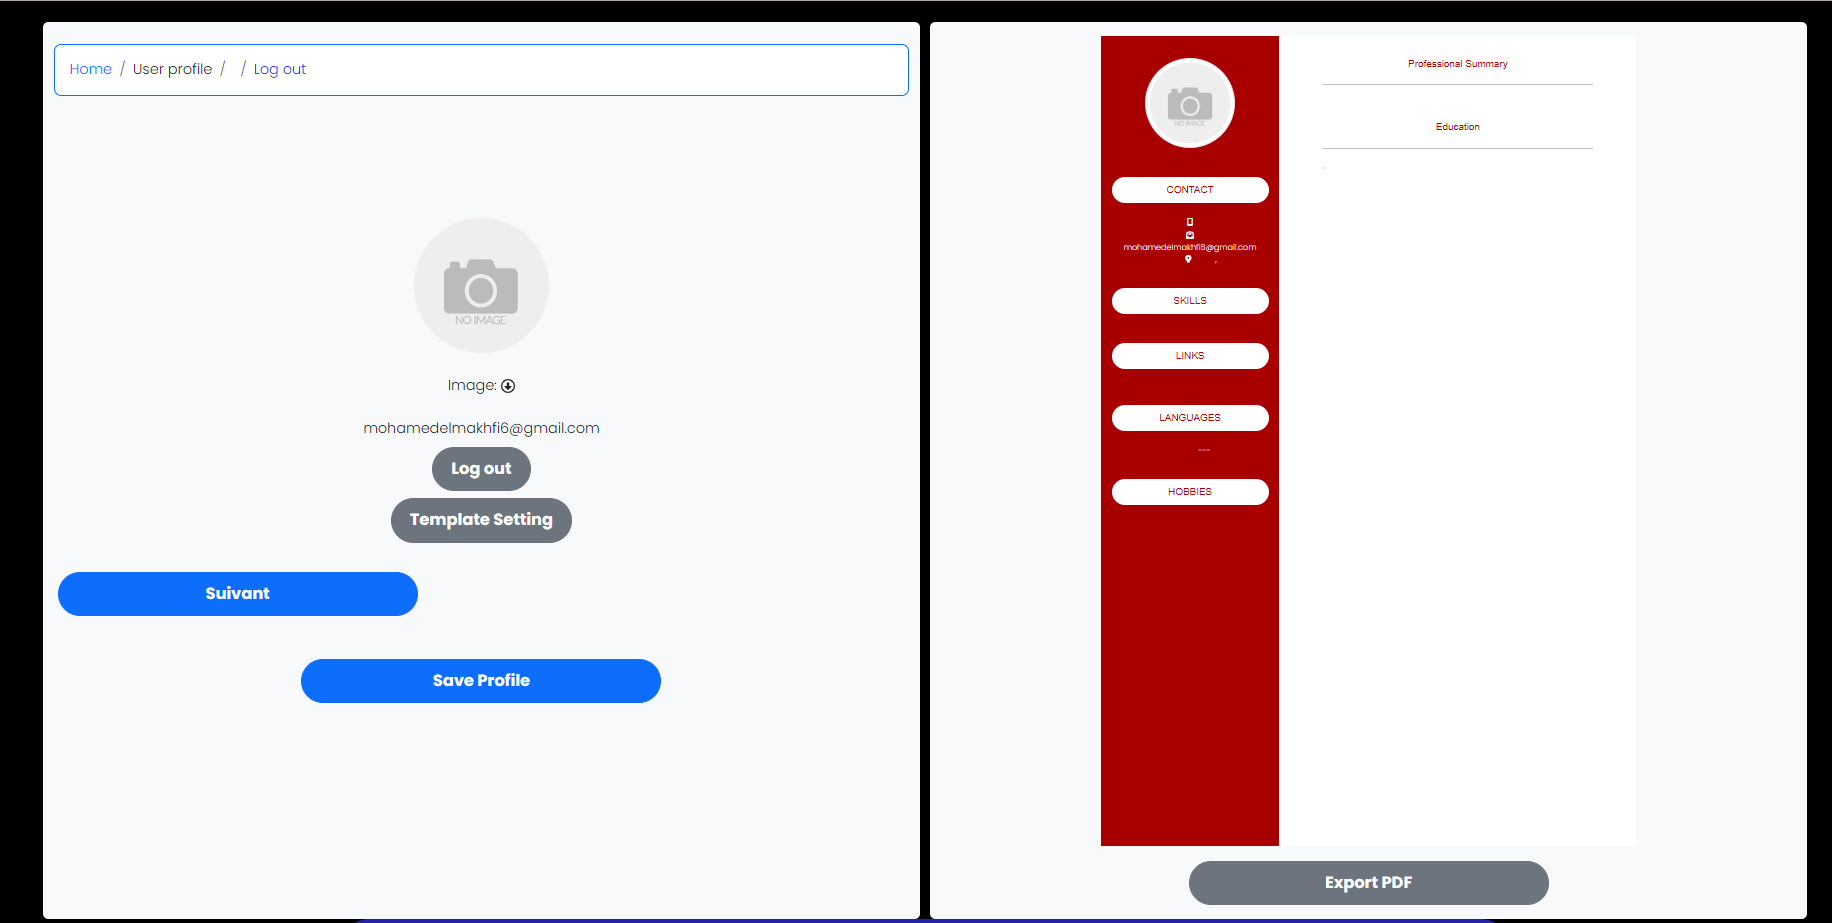 Home / User profile / / Log out
NO IMAGE
Image:
mohamedelmakhfi6@gmail.com
Log out
Template Setting
Suivant
Save Profile
NO IMAGE
CONTACT
mohamedelmakhfi6@gmail.com
,
SKILLS
LINKS
LANGUAGES
---
HOBBIES
Professional Summary
Education
Export PDF